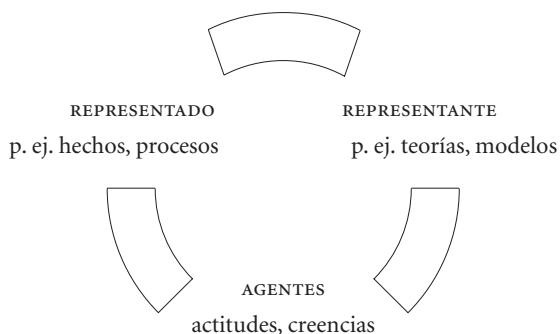 REPRESENTADO
p. ej. hechos, procesos
REPRESENTANTE
p. ej. teorías, modelos
AGENTES
actitudes, creencias